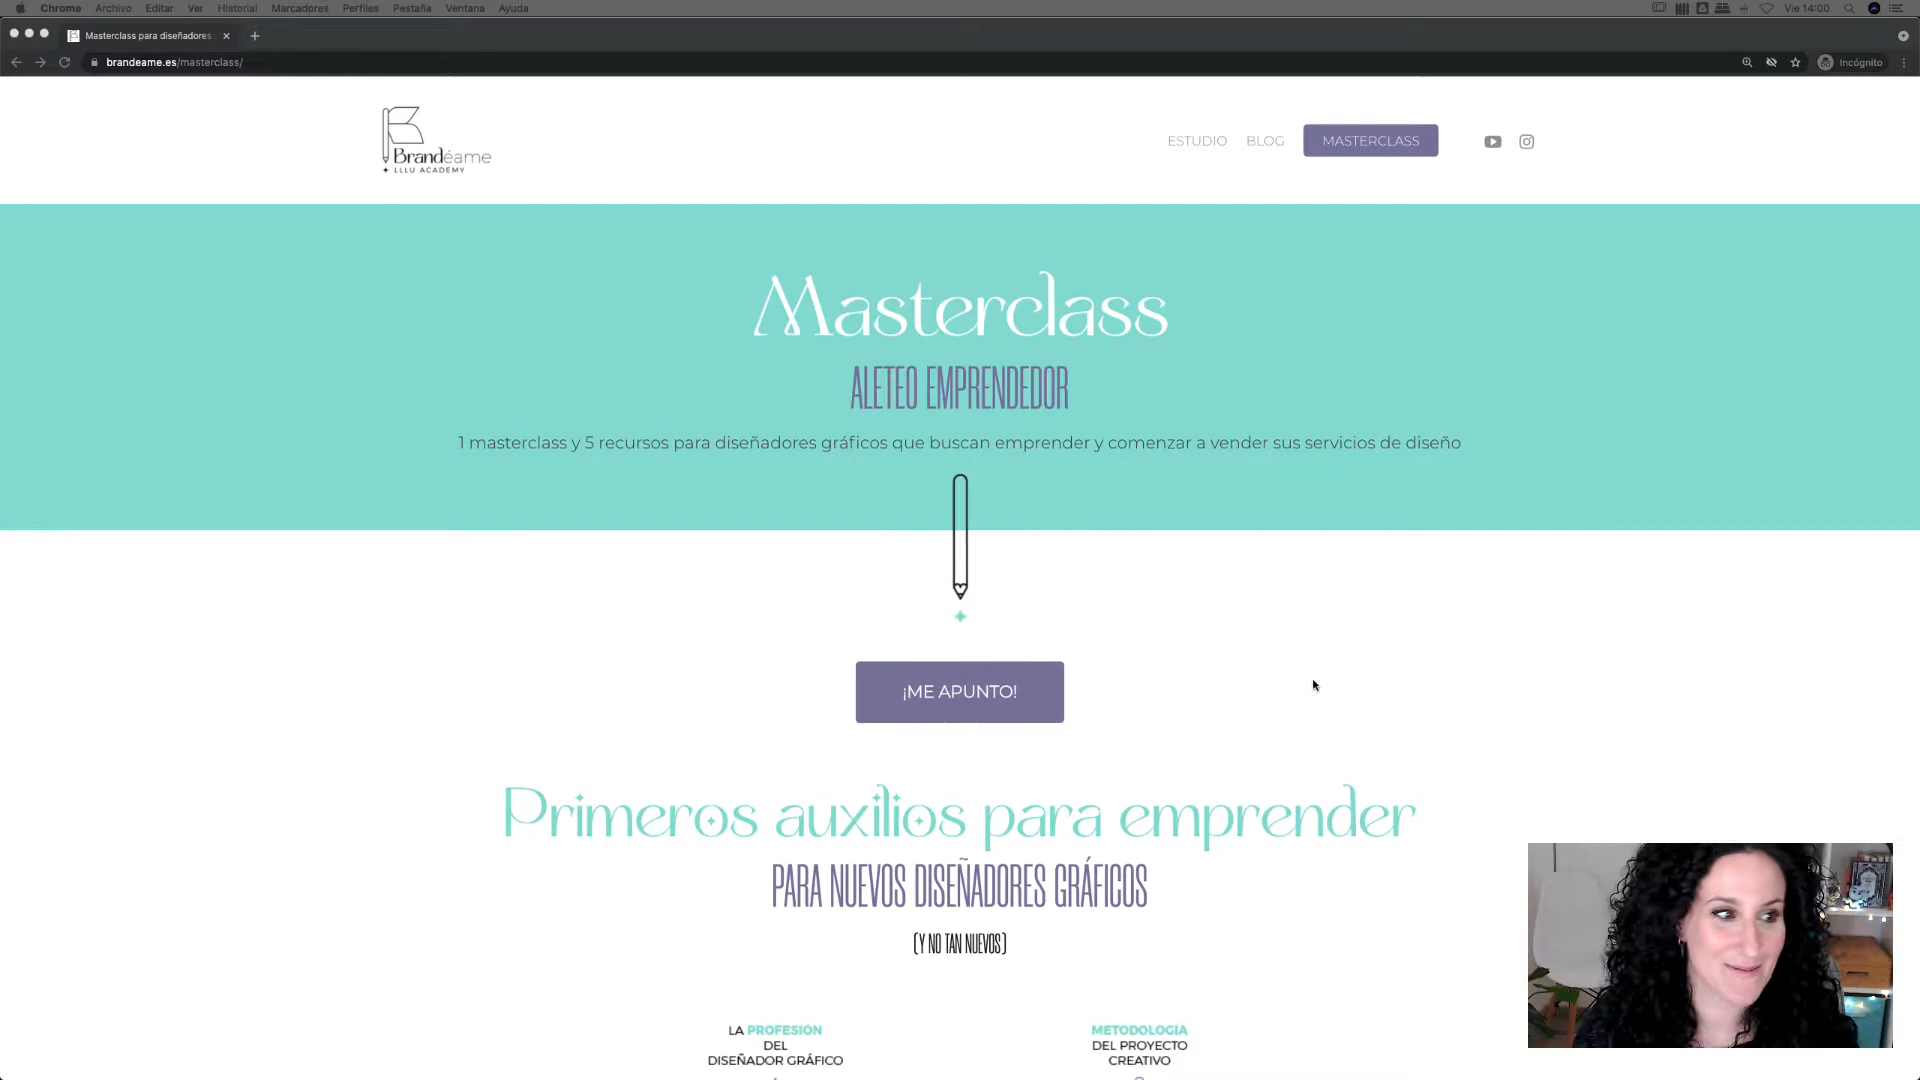 Chrome Archivo Editar Ver Historial Marcadores Perfiles Pestaña Ventana Ayuda Vie 14:00
Masterclass para diseñadores
brandeame.es/masterclass/ Incógnito
Brandéame
LLLU ACADEMY
ESTUDIO BLOG MASTERCLASS
Masterclass
ALETEO EMPRENDEDOR
1 masterclass y 5 recursos para diseñadores gráficos que buscan emprender y comenzar a vender sus servicios de diseño
¡ME APUNTO!
Primeros auxilios para emprender
PARA NUEVOS DISEÑADORES GRÁFICOS
(Y NO TAN NUEVOS)
LA PROFESIÓN
DEL
DISEÑADOR GRÁFICO
METODOLOGÍA
DEL PROYECTO
CREATIVO